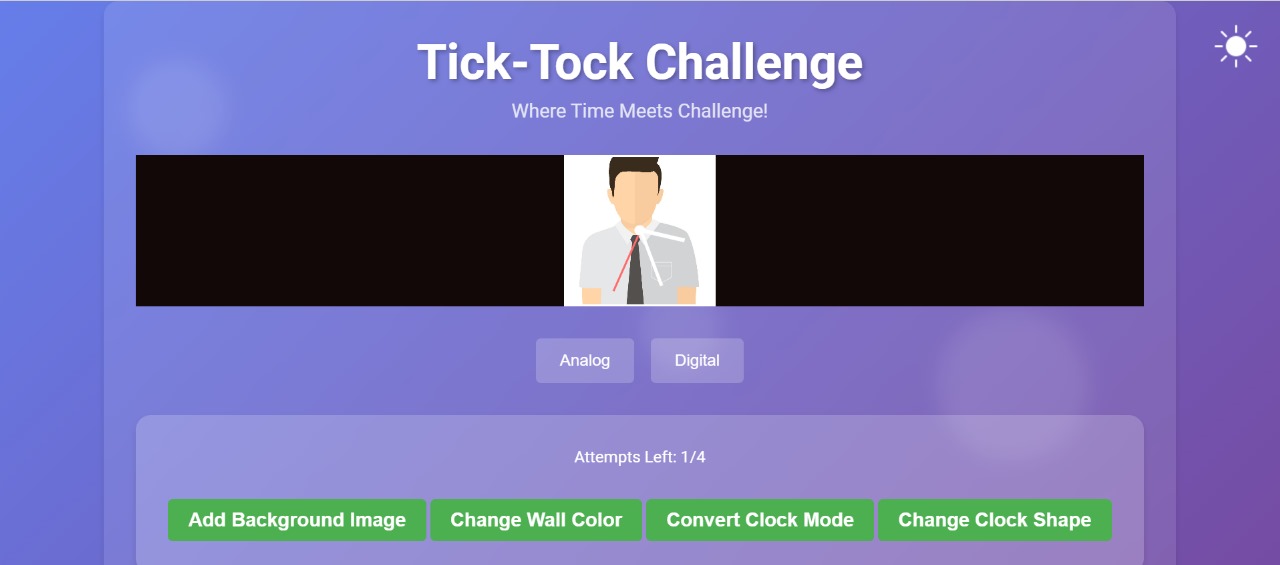 Tick-Tock Challenge
Where Time Meets Challenge!
Analog Digital
Attempts Left: 1/4
Add Background Image Change Wall Color Convert Clock Mode Change Clock Shape